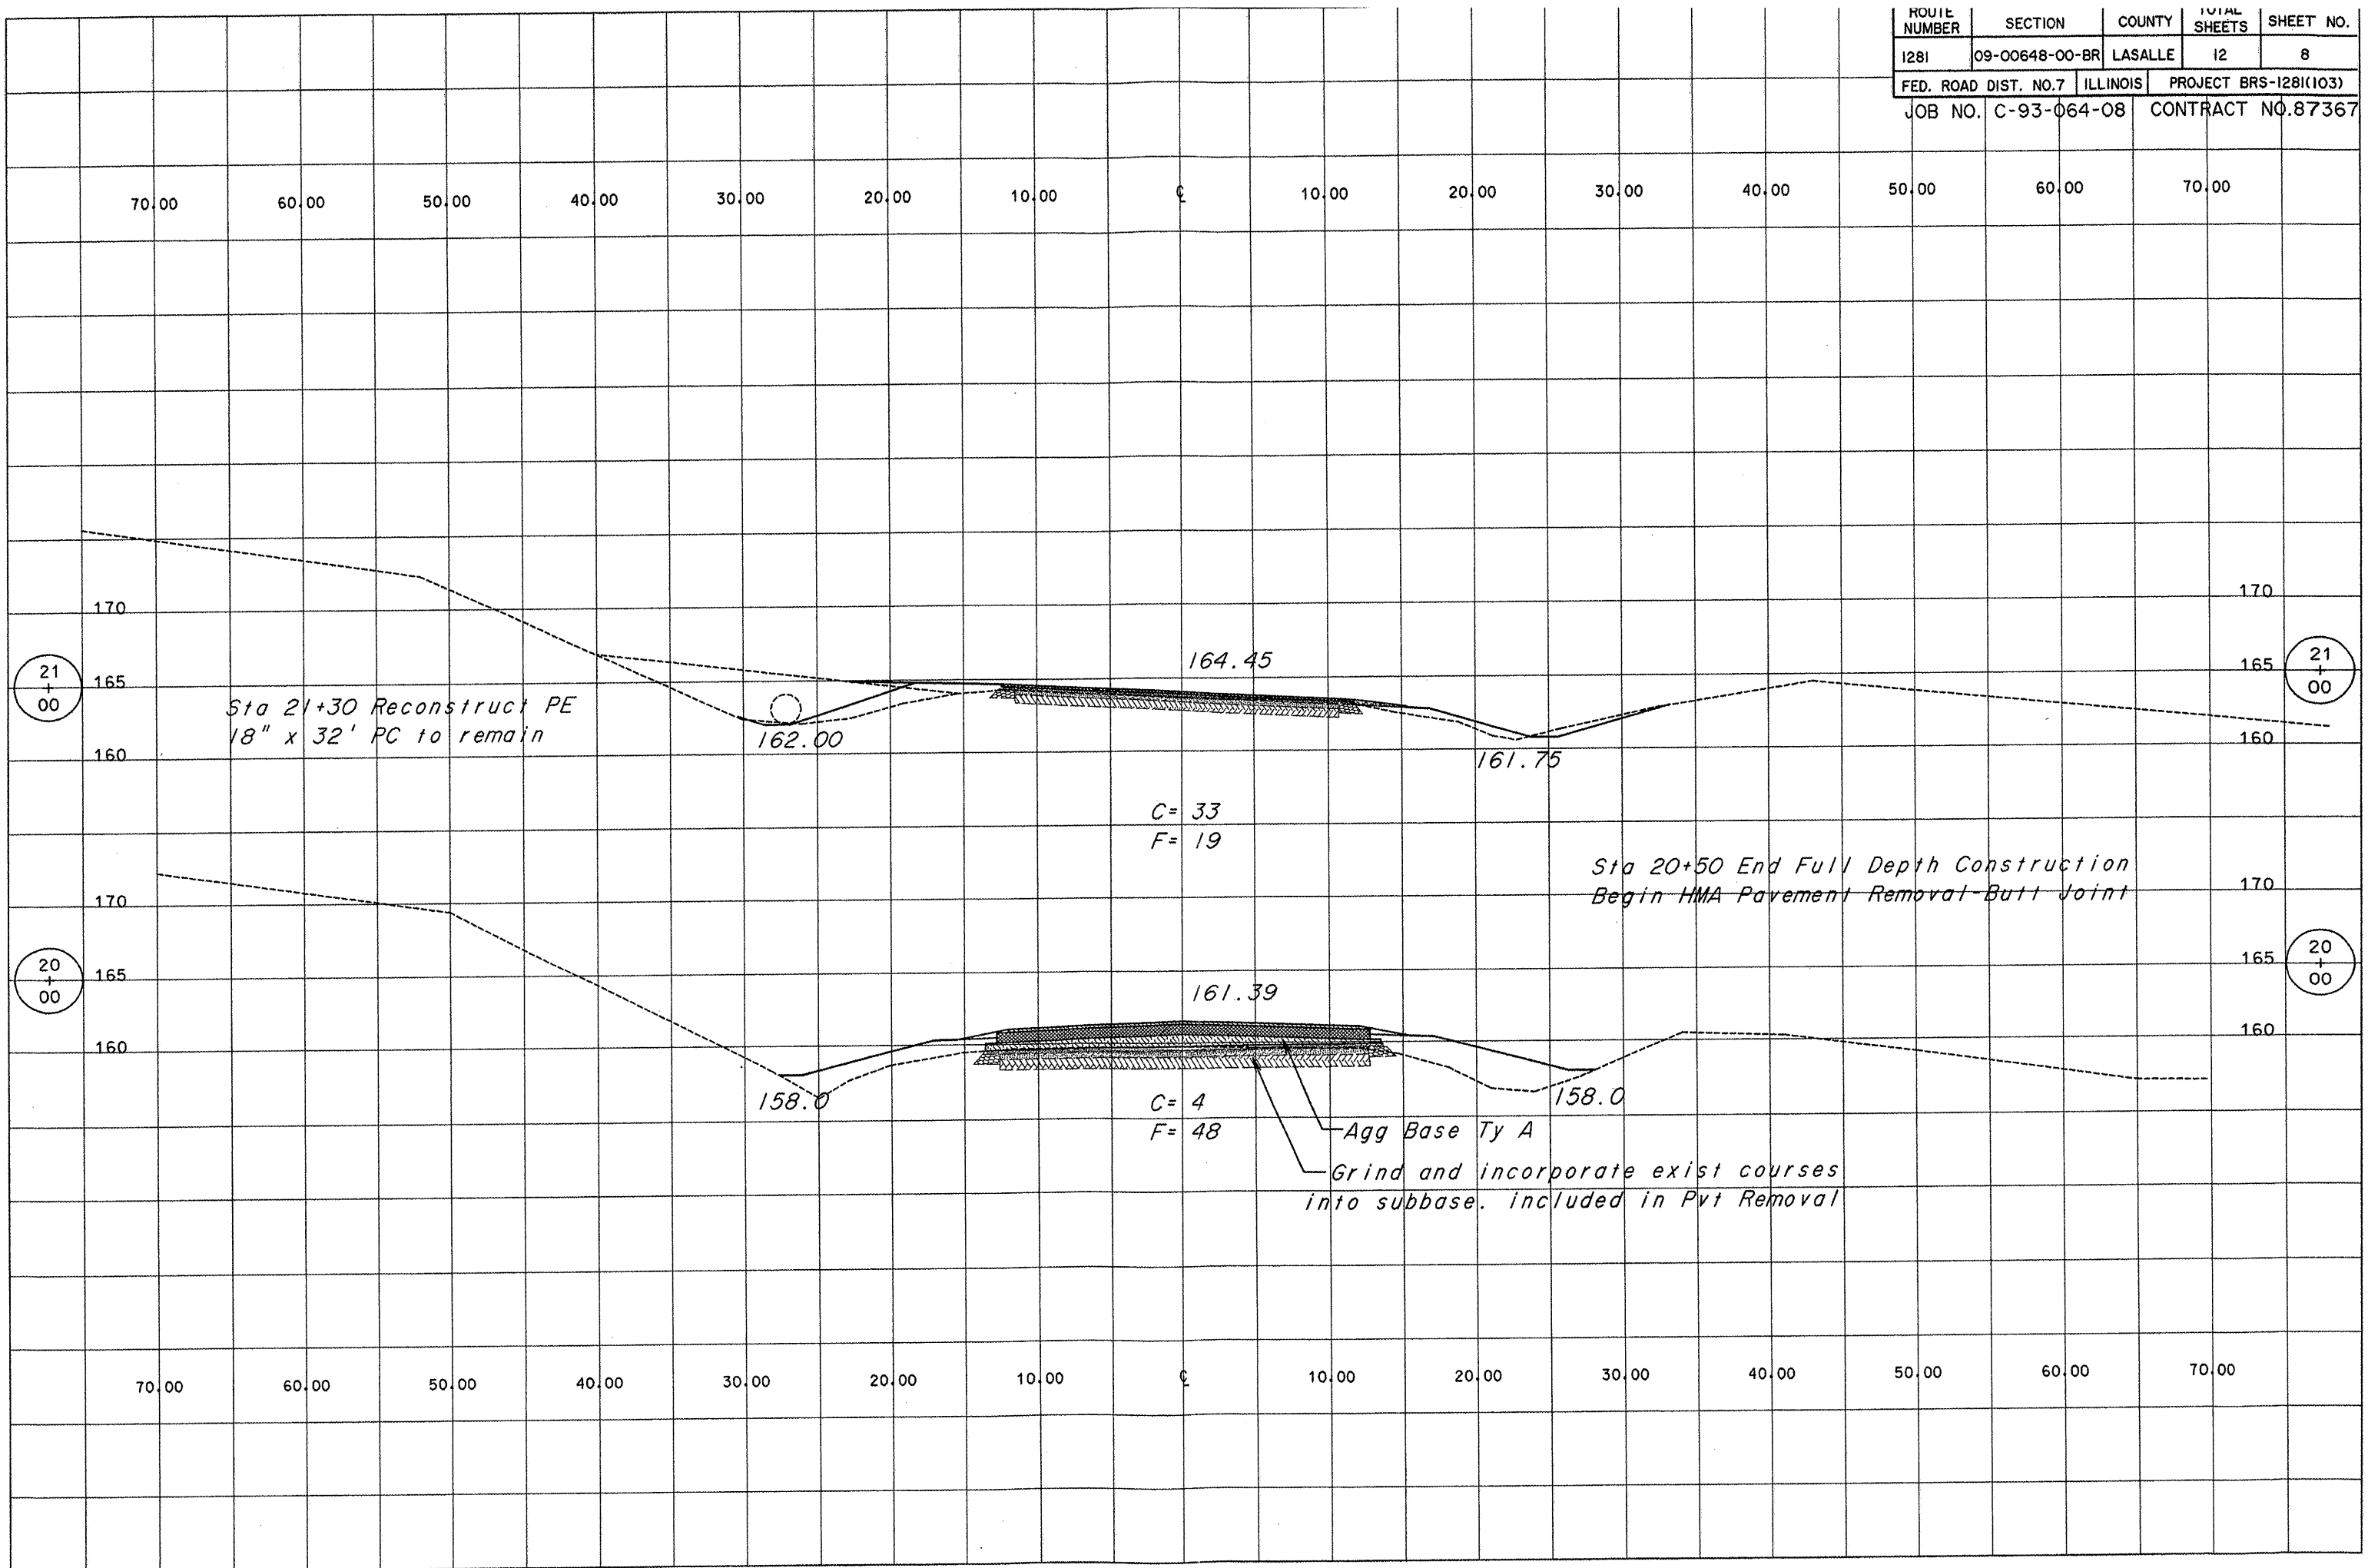 ROUTE NUMBER SECTION COUNTY TOTAL SHEETS SHEET NO.
1281 09-00648-00-BR LASALLE 12 8
FED. ROAD DIST. NO.7 ILLINOIS PROJECT BRS-1281(103)
JOB NO. C-93-064-08 CONTRACT NO.87367
70.00 60.00 50.00 40.00 30.00 20.00 10.00 ℄ 10.00 20.00 30.00 40.00 50.00 60.00 70.00
170 170
164.45
21+00 165 165 21+00
Sta 21+30 Reconstruct PE
18" x 32' PC to remain
162.00
160 160
161.75
C= 33
F= 19
Sta 20+50 End Full Depth Construction
Begin HMA Pavement Removal-Butt Joint
170 170
20+00 165 165 20+00
161.39
160 160
158.0 158.0
C= 4
F= 48
Agg Base Ty A
Grind and incorporate exist courses
into subbase. included in Pvt Removal
70.00 60.00 50.00 40.00 30.00 20.00 10.00 ℄ 10.00 20.00 30.00 40.00 50.00 60.00 70.00